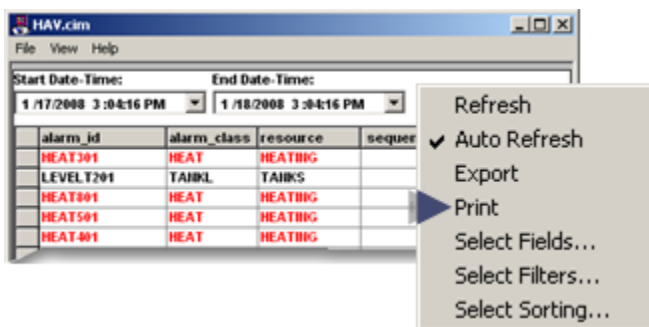 HAV.cim
File View Help
Start Date-Time: End Date-Time:
1 /17/2008 3 :04:16 PM 1 /18/2008 3 :04:16 PM
alarm_id alarm_class resource sequen
HEAT301 HEAT HEATING
LEVELT201 TANKL TANKS
HEAT801 HEAT HEATING
HEAT501 HEAT HEATING
HEAT401 HEAT HEATING
Refresh
Auto Refresh
Export
Print
Select Fields...
Select Filters...
Select Sorting...